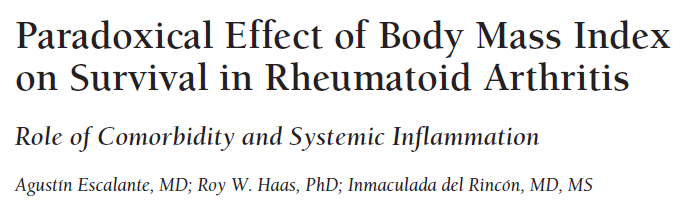 Paradoxical Effect of Body Mass Index
on Survival in Rheumatoid Arthritis
Role of Comorbidity and Systemic Inflammation
Agustín Escalante, MD; Roy W. Haas, PhD; Inmaculada del Rincón, MD, MS